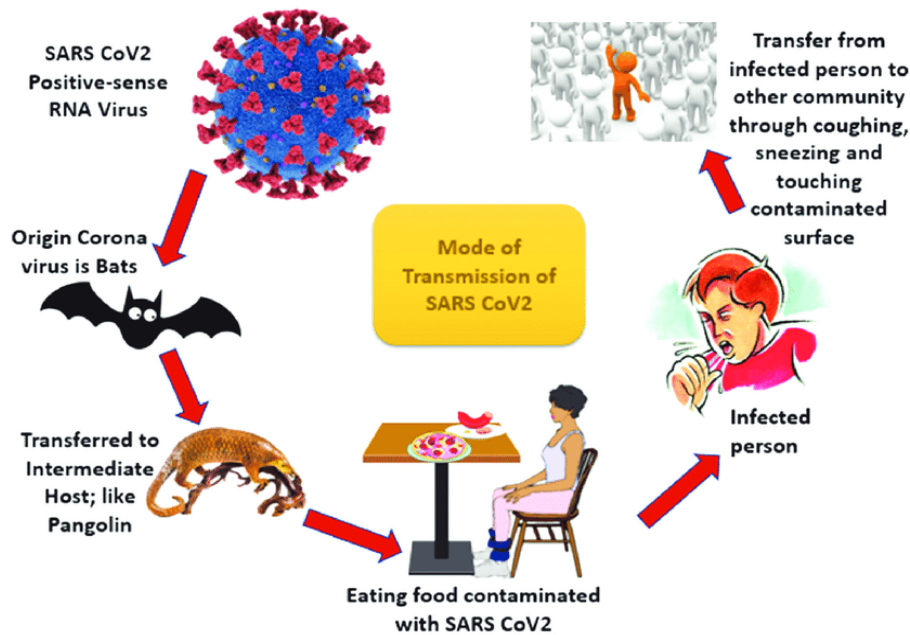 SARS CoV2
Positive-sense
RNA Virus
Origin Corona
virus is Bats
Transferred to
Intermediate
Host; like
Pangolin
Eating food contaminated
with SARS CoV2
Infected
person
Transfer from
infected person to
other community
through coughing,
sneezing and
touching
contaminated
surface
Mode of
Transmission of
SARS CoV2